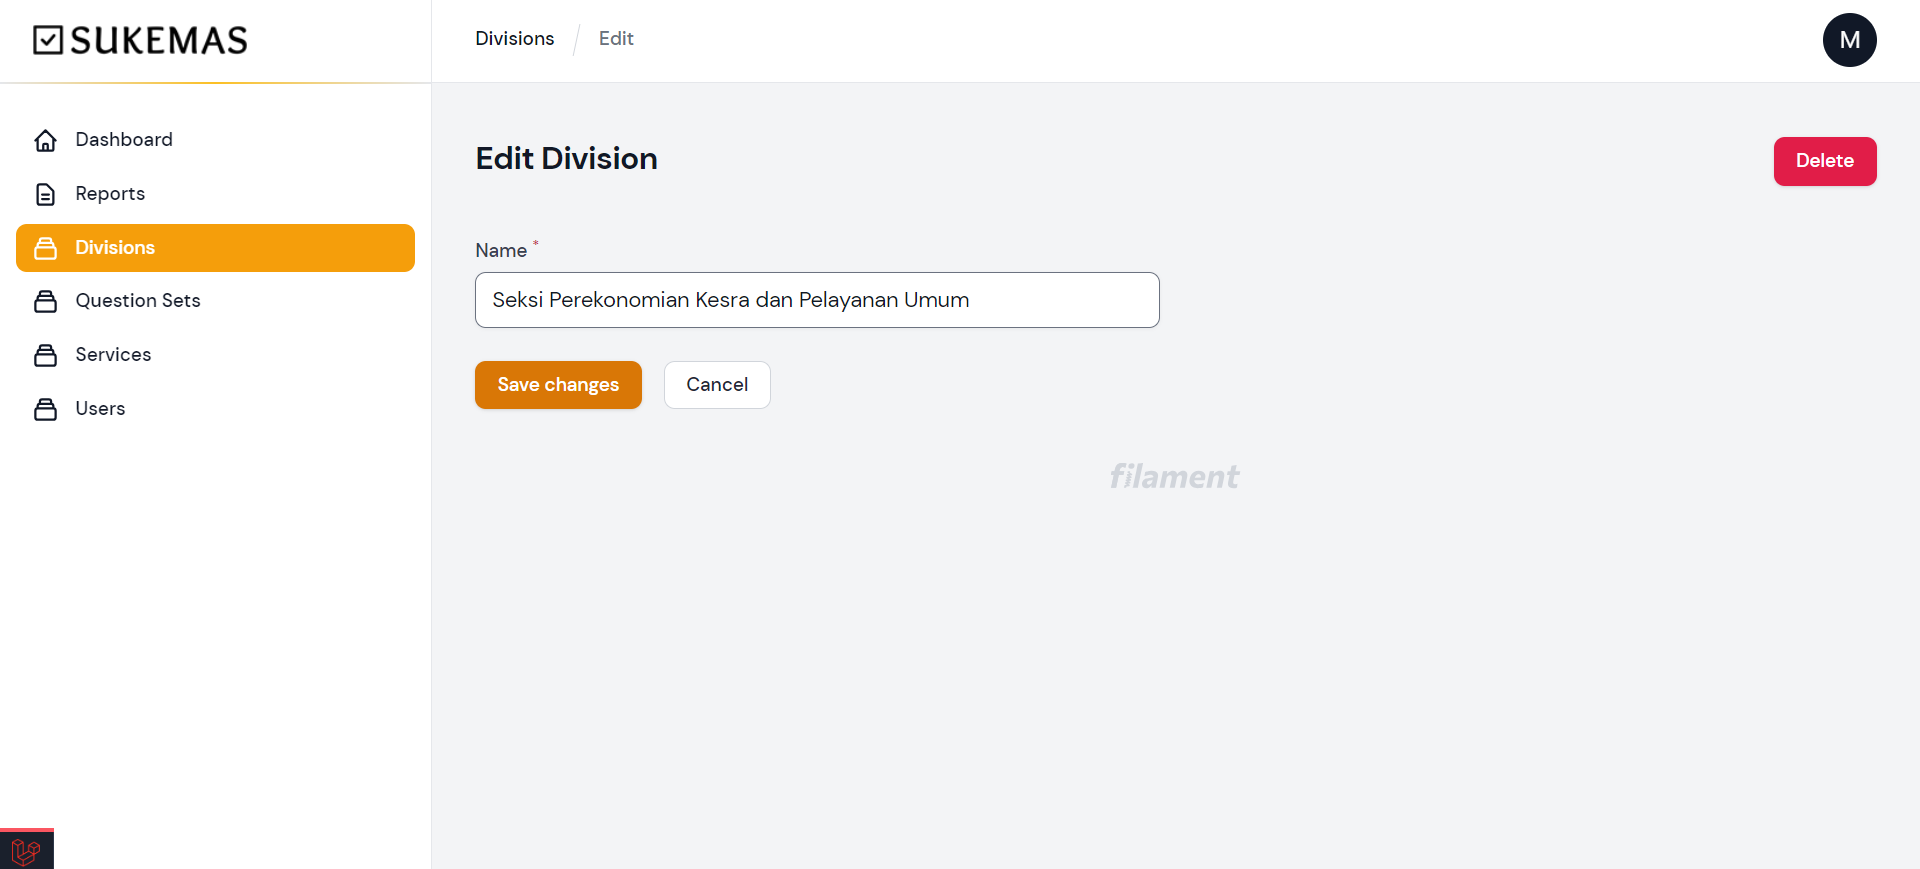 SUKEMAS
Divisions / Edit
M
Dashboard
Reports
Divisions
Question Sets
Services
Users
Edit Division
Delete
Name *
Seksi Perekonomian Kesra dan Pelayanan Umum
Save changes
Cancel
filament